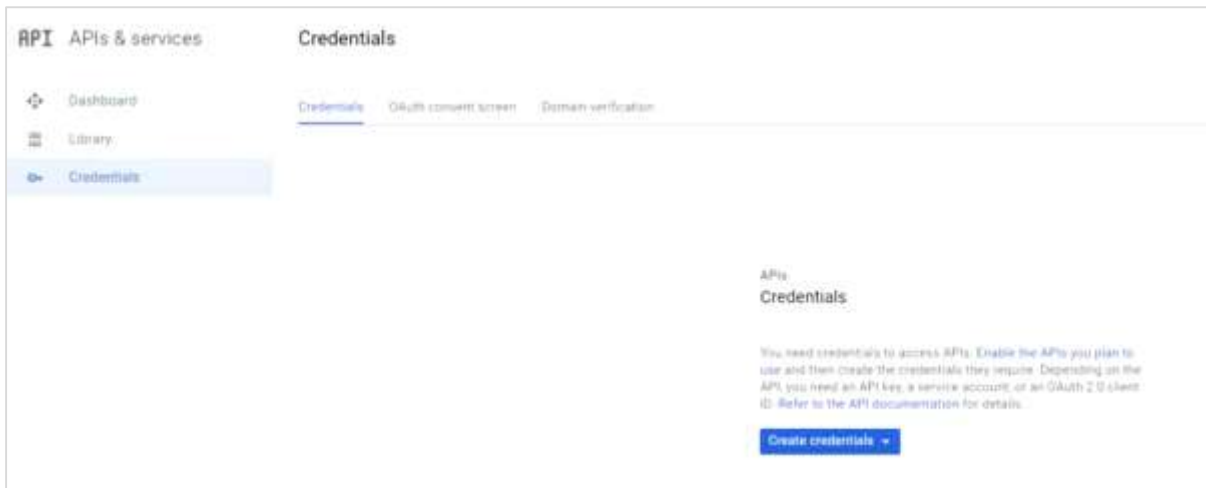 API APIs & services
Credentials
Dashboard
Credentials OAuth consent screen Domain verification
Library
Credentials
APIs
Credentials
You need credentials to access APIs. Enable the APIs you plan to
use and then create the credentials they require. Depending on the
API, you need an API key, a service account, or an OAuth 2.0 client
ID. Refer to the API documentation for details.
Create credentials